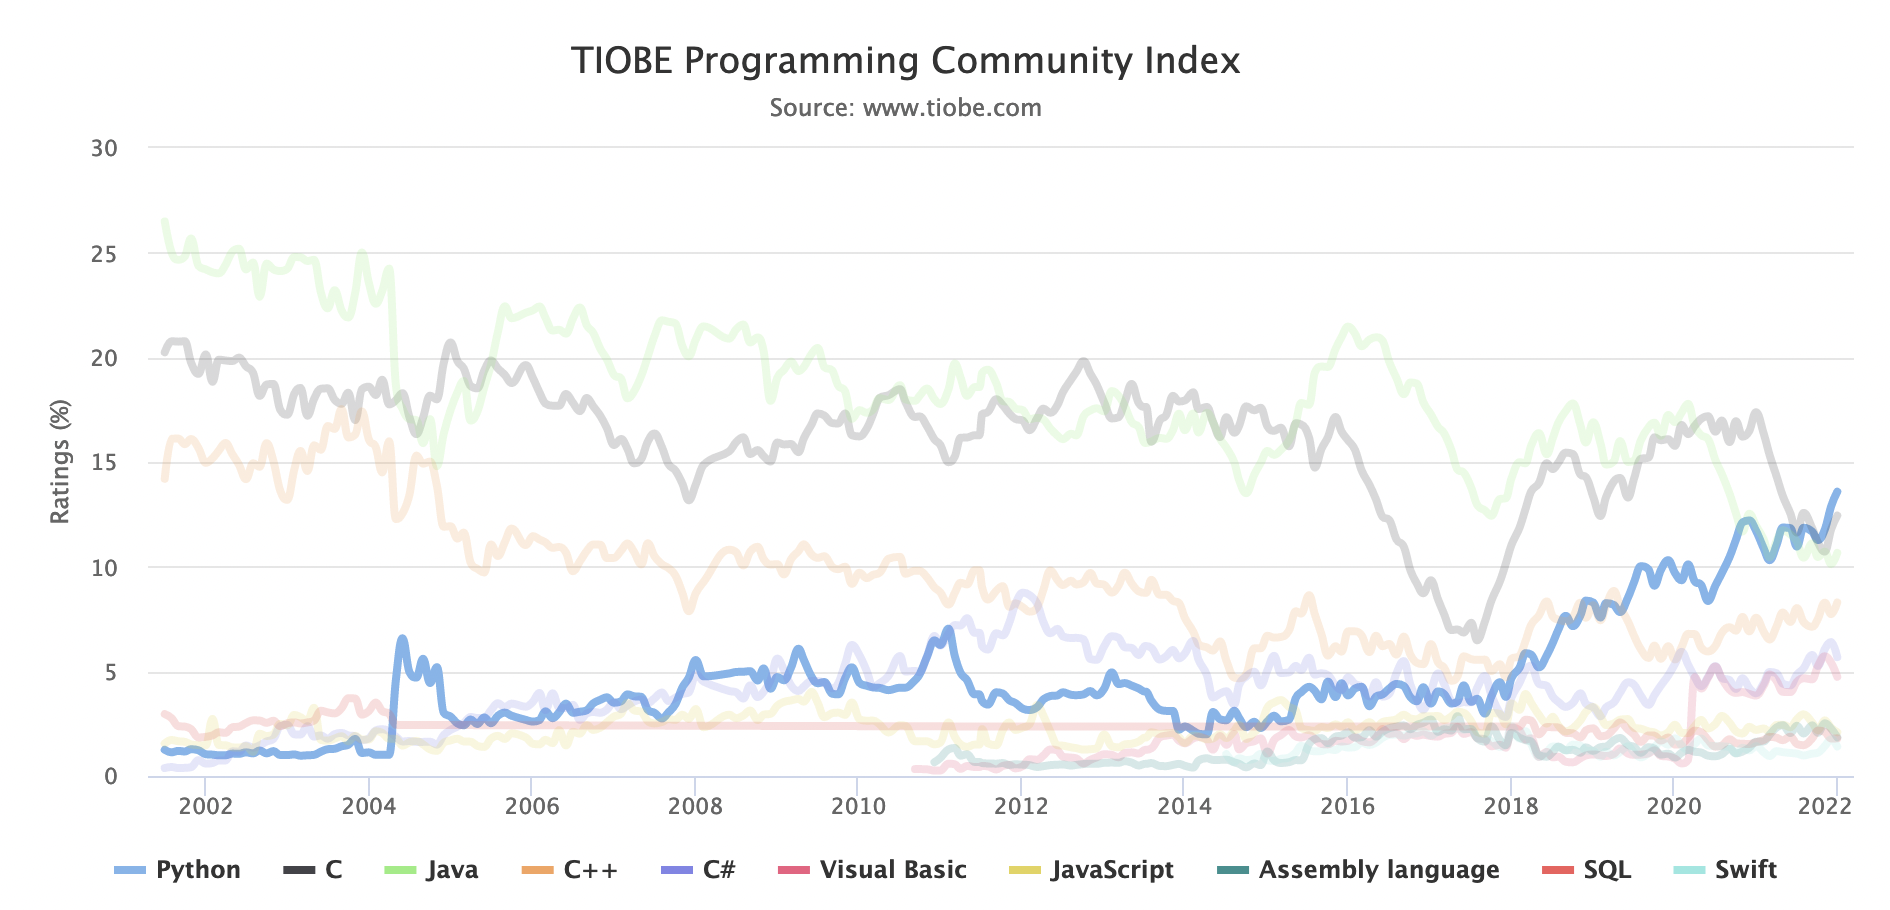 TIOBE Programming Community Index
Source: www.tiobe.com
30
25
20
15
10
5
0
Ratings (%)
2002 2004 2006 2008 2010 2012 2014 2016 2018 2020 2022
Python C Java C++ C# Visual Basic JavaScript Assembly language SQL Swift